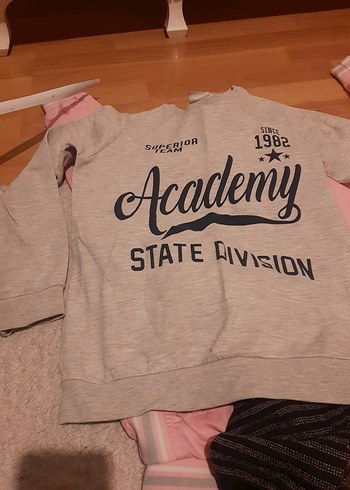 SUPERIOR
TEAM
SINCE
1982
Academy
STATE DIVISION